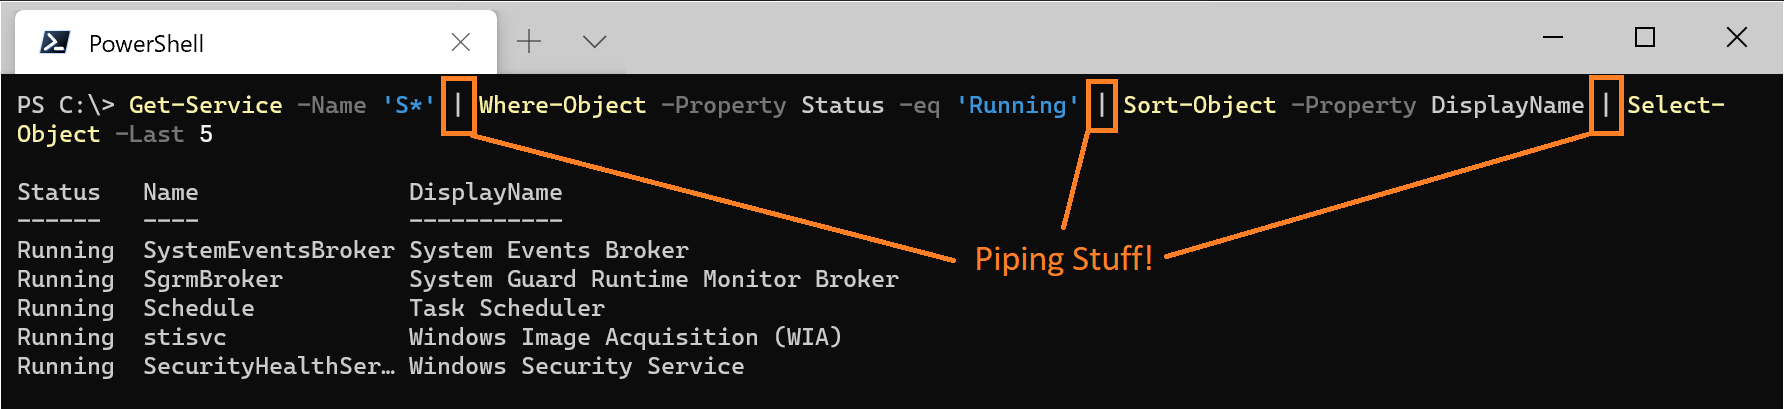 PowerShell
PS C:\> Get-Service -Name 'S*' | Where-Object -Property Status -eq 'Running' | Sort-Object -Property DisplayName | Select-
Object -Last 5
Status Name DisplayName
------ ---- -----------
Running SystemEventsBroker System Events Broker
Running SgrmBroker System Guard Runtime Monitor Broker
Running Schedule Task Scheduler
Running stisvc Windows Image Acquisition (WIA)
Running SecurityHealthSer… Windows Security Service
Piping Stuff!